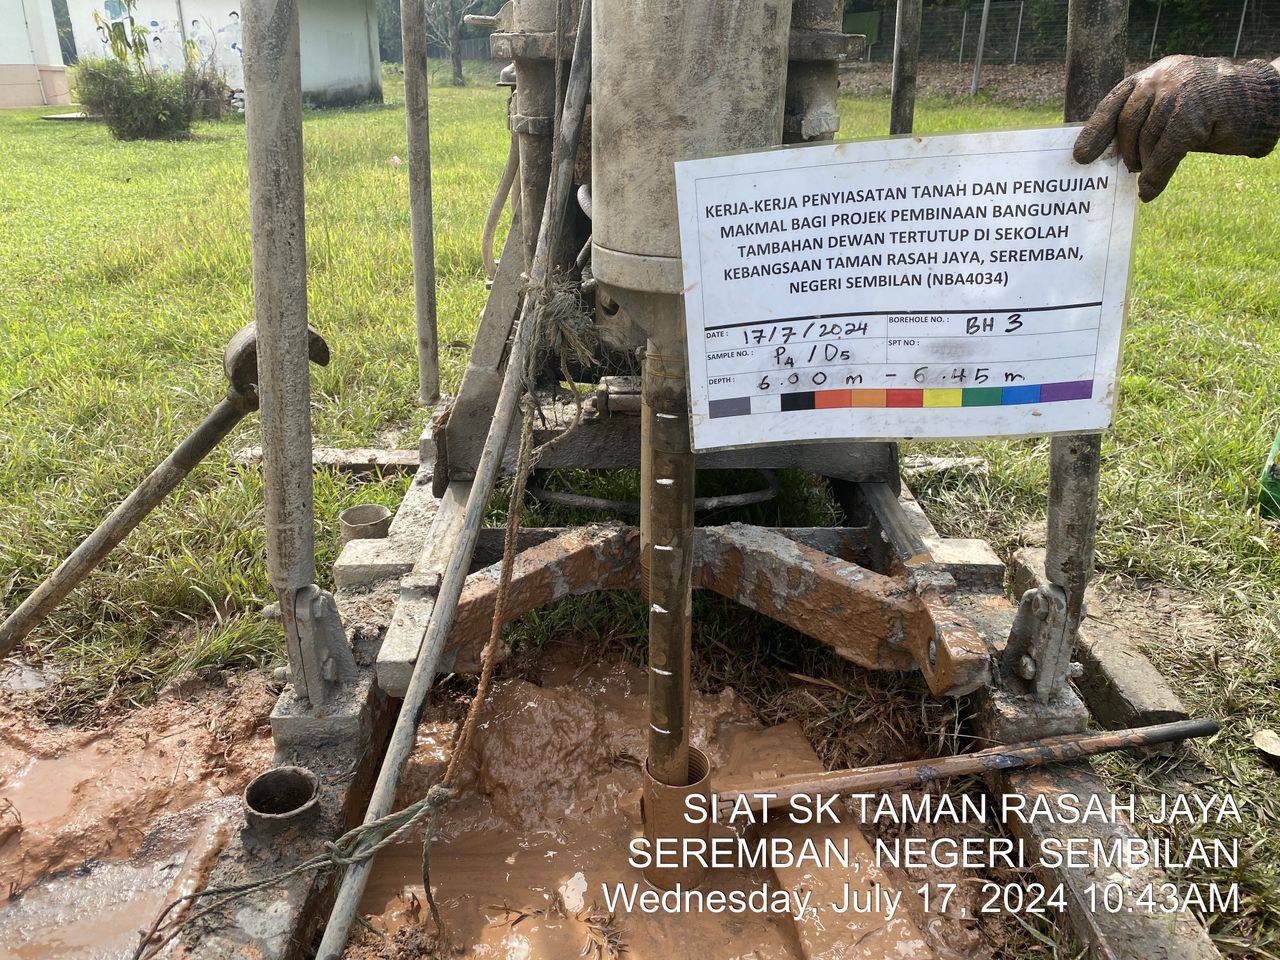 KERJA-KERJA PENYIASATAN TANAH DAN PENGUJIAN
MAKMAL BAGI PROJEK PEMBINAAN BANGUNAN
TAMBAHAN DEWAN TERTUTUP DI SEKOLAH
KEBANGSAAN TAMAN RASAH JAYA, SEREMBAN,
NEGERI SEMBILAN (NBA4034)
DATE : 17/7/2024 BOREHOLE NO. : BH 3
SAMPLE NO. : P4/D5 SPT NO :
DEPTH : 6.00 m - 6.45 m
SI AT SK TAMAN RASAH JAYA
SEREMBAN, NEGERI SEMBILAN
Wednesday, July 17, 2024 10:43AM